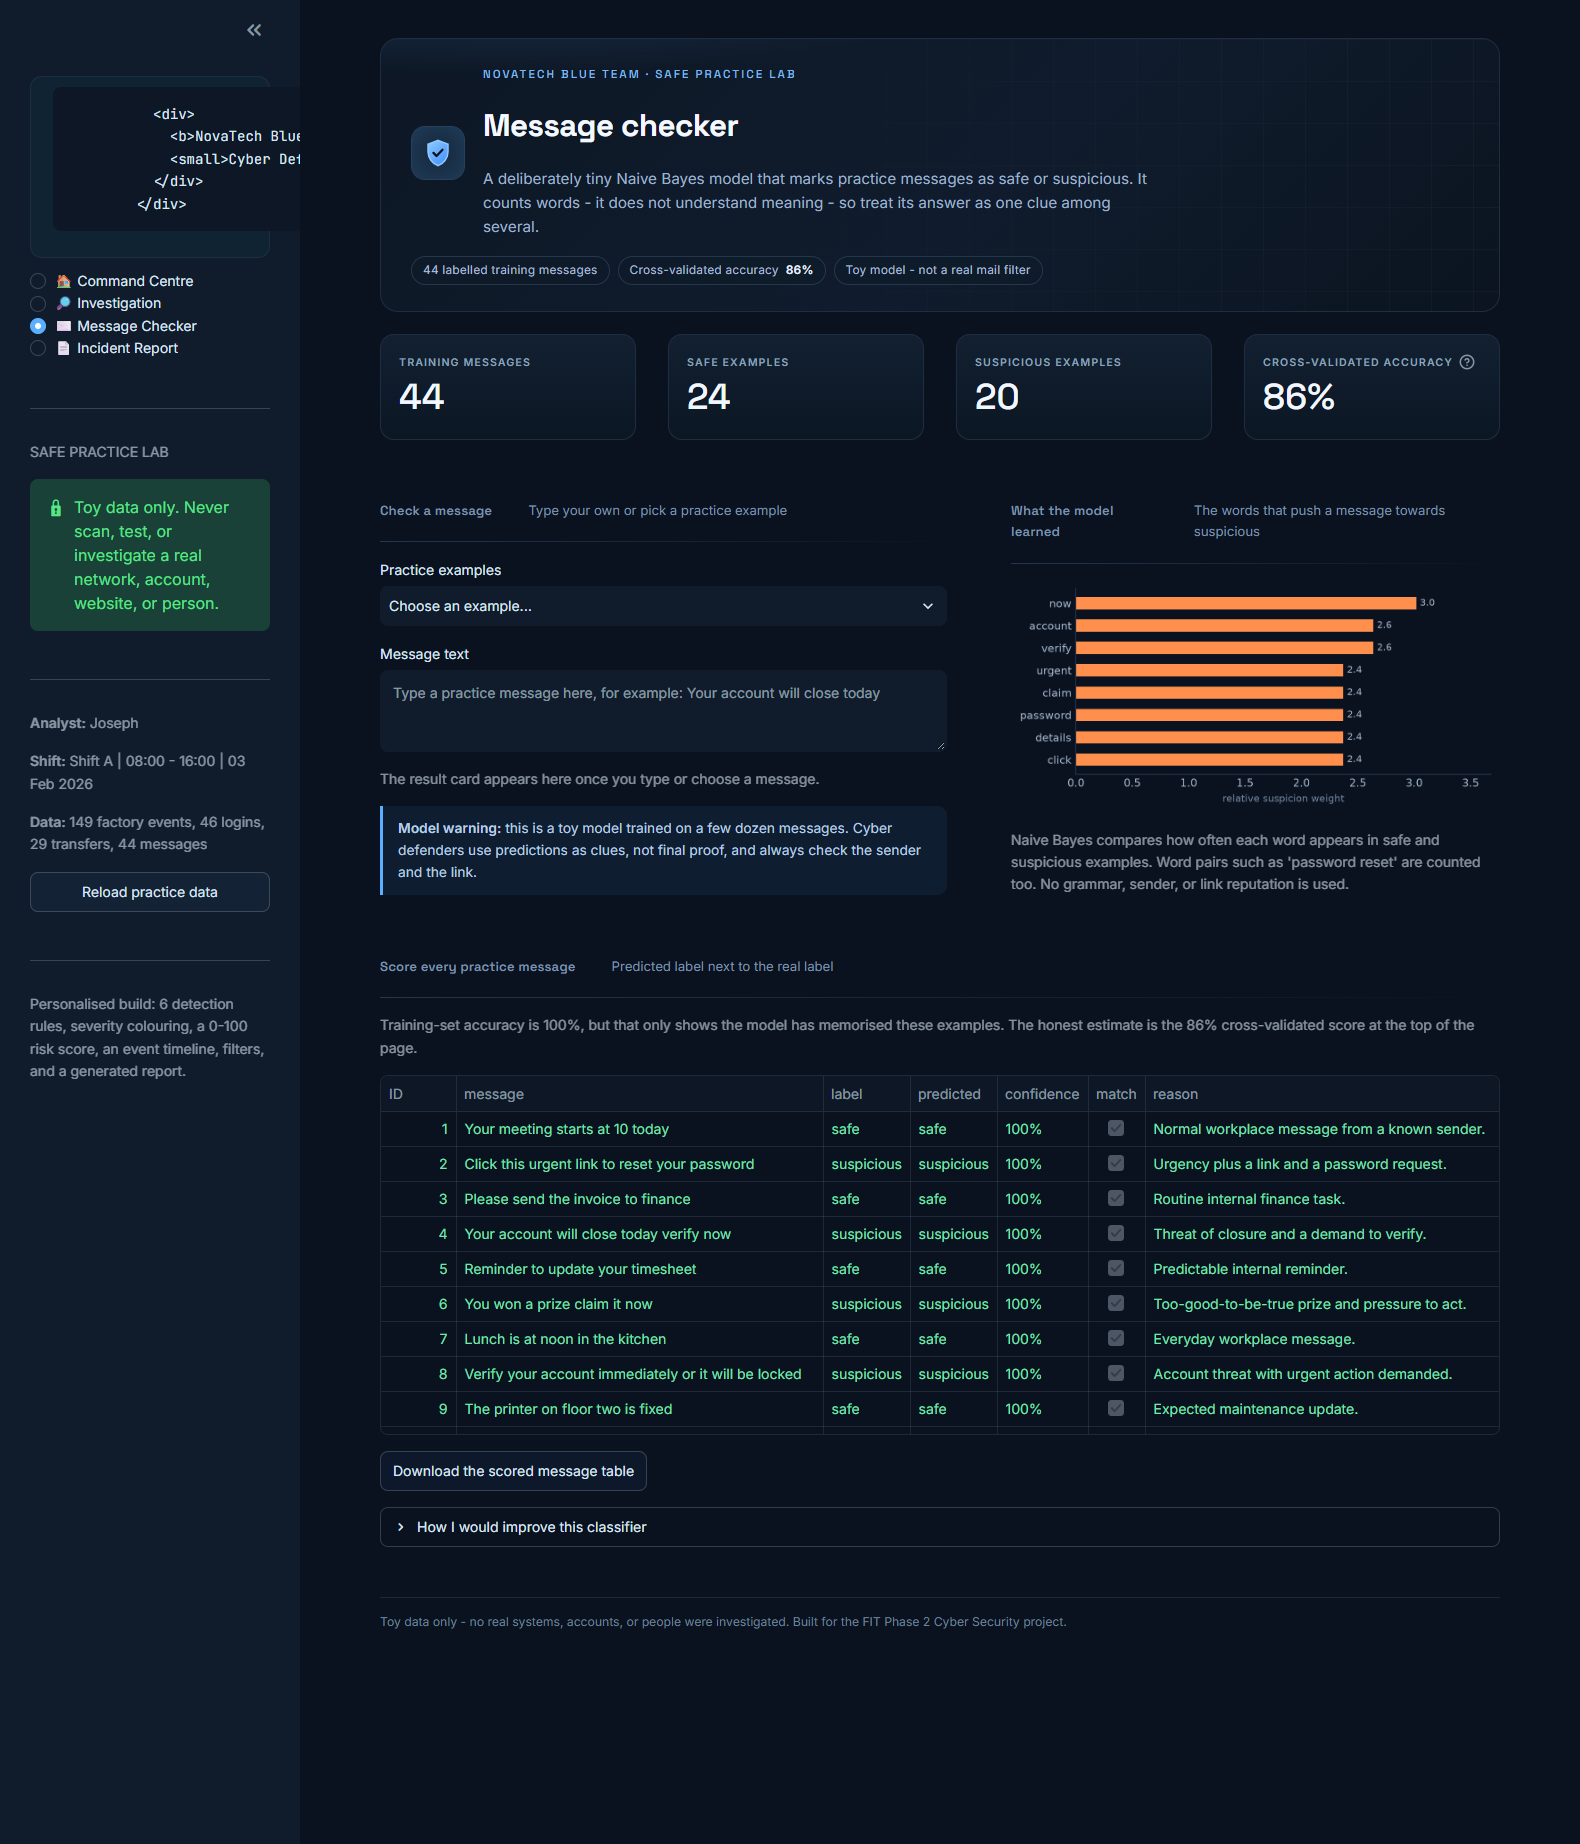 <div>
<b>NovaTech Blue
<small>Cyber Def
</div>
</div>
🏠 Command Centre
🔎 Investigation
✉️ Message Checker
📄 Incident Report
SAFE PRACTICE LAB
🔒 Toy data only. Never
scan, test, or
investigate a real
network, account,
website, or person.
Analyst: Joseph
Shift: Shift A | 08:00 - 16:00 | 03
Feb 2026
Data: 149 factory events, 46 logins,
29 transfers, 44 messages
Reload practice data
Personalised build: 6 detection
rules, severity colouring, a 0-100
risk score, an event timeline, filters,
and a generated report.
NOVATECH BLUE TEAM · SAFE PRACTICE LAB
Message checker
A deliberately tiny Naive Bayes model that marks practice messages as safe or suspicious. It
counts words - it does not understand meaning - so treat its answer as one clue among
several.
44 labelled training messages
Cross-validated accuracy 86%
Toy model - not a real mail filter
TRAINING MESSAGES
44
SAFE EXAMPLES
24
SUSPICIOUS EXAMPLES
20
CROSS-VALIDATED ACCURACY ?
86%
Check a message Type your own or pick a practice example
Practice examples
Choose an example...
Message text
Type a practice message here, for example: Your account will close today
The result card appears here once you type or choose a message.
Model warning: this is a toy model trained on a few dozen messages. Cyber
defenders use predictions as clues, not final proof, and always check the sender
and the link.
What the model
learned
The words that push a message towards
suspicious
now 3.0
account 2.6
verify 2.6
urgent 2.4
claim 2.4
password 2.4
details 2.4
click 2.4
0.0 0.5 1.0 1.5 2.0 2.5 3.0 3.5
relative suspicion weight
Naive Bayes compares how often each word appears in safe and
suspicious examples. Word pairs such as 'password reset' are counted
too. No grammar, sender, or link reputation is used.
Score every practice message Predicted label next to the real label
Training-set accuracy is 100%, but that only shows the model has memorised these examples. The honest estimate is the 86% cross-validated score at the top of the
page.
ID message label predicted confidence match reason
1 Your meeting starts at 10 today safe safe 100% Normal workplace message from a known sender.
2 Click this urgent link to reset your password suspicious suspicious 100% Urgency plus a link and a password request.
3 Please send the invoice to finance safe safe 100% Routine internal finance task.
4 Your account will close today verify now suspicious suspicious 100% Threat of closure and a demand to verify.
5 Reminder to update your timesheet safe safe 100% Predictable internal reminder.
6 You won a prize claim it now suspicious suspicious 100% Too-good-to-be-true prize and pressure to act.
7 Lunch is at noon in the kitchen safe safe 100% Everyday workplace message.
8 Verify your account immediately or it will be locked suspicious suspicious 100% Account threat with urgent action demanded.
9 The printer on floor two is fixed safe safe 100% Expected maintenance update.
Download the scored message table
How I would improve this classifier
Toy data only - no real systems, accounts, or people were investigated. Built for the FIT Phase 2 Cyber Security project.